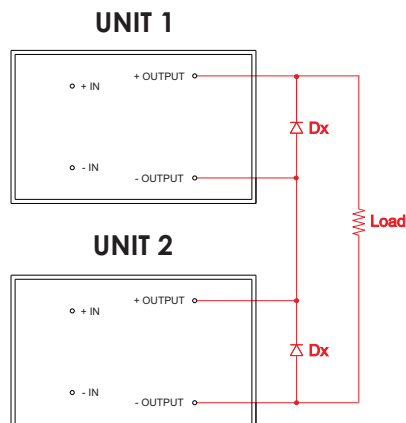 UNIT 1
+ OUTPUT
+ IN
Dx
- IN
- OUTPUT
Load
UNIT 2
+ OUTPUT
+ IN
Dx
- IN
- OUTPUT